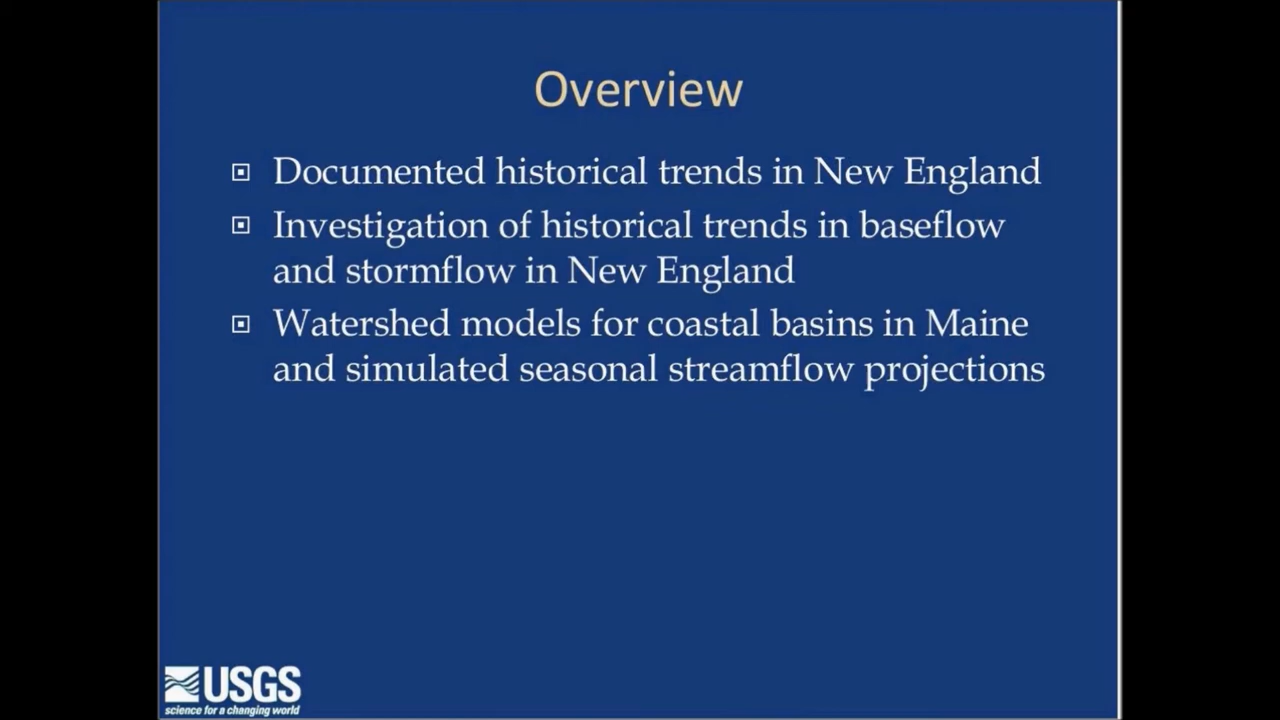 Overview
Documented historical trends in New England
Investigation of historical trends in baseflow
and stormflow in New England
Watershed models for coastal basins in Maine
and simulated seasonal streamflow projections
USGS
science for a changing world